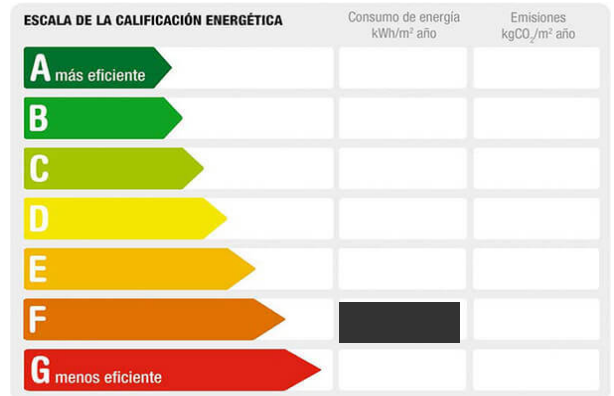 ESCALA DE LA CALIFICACIÓN ENERGÉTICA
Consumo de energía
kWh/m² año
Emisiones
kgCO₂/m² año
A más eficiente
B
C
D
E
F
G menos eficiente